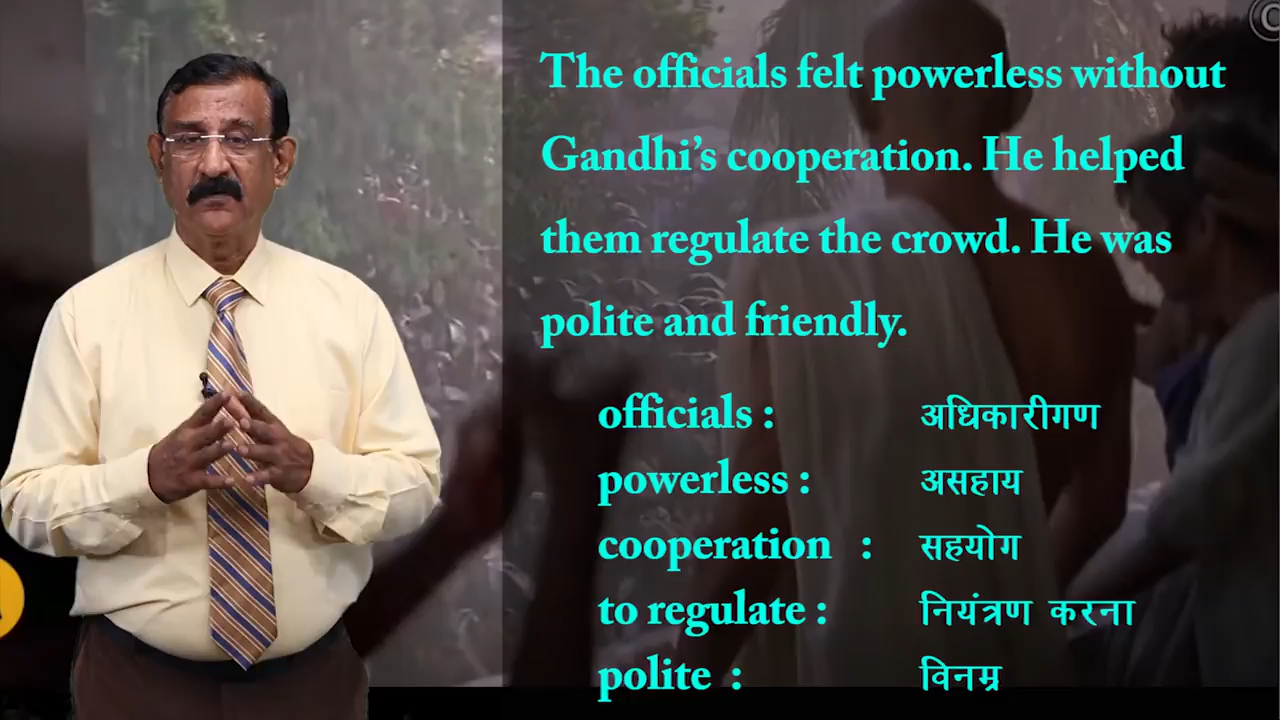 The officials felt powerless without
Gandhi’s cooperation. He helped
them regulate the crowd. He was
polite and friendly.
officials : अधिकारीगण
powerless : असहाय
cooperation : सहयोग
to regulate : नियंत्रण करना
polite : विनम्र